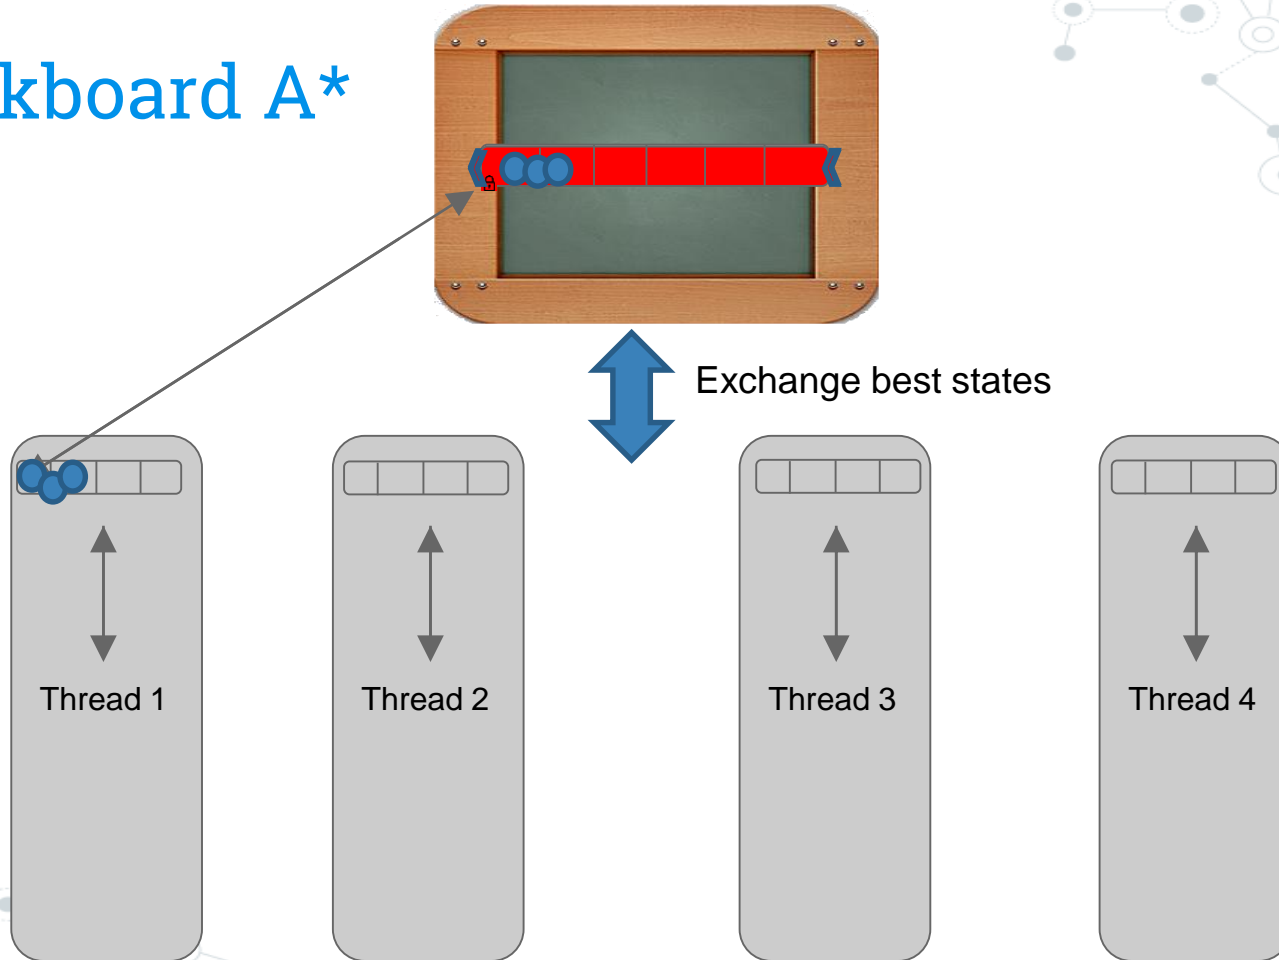 kboard A*
Exchange best states
Thread 1
Thread 2
Thread 3
Thread 4